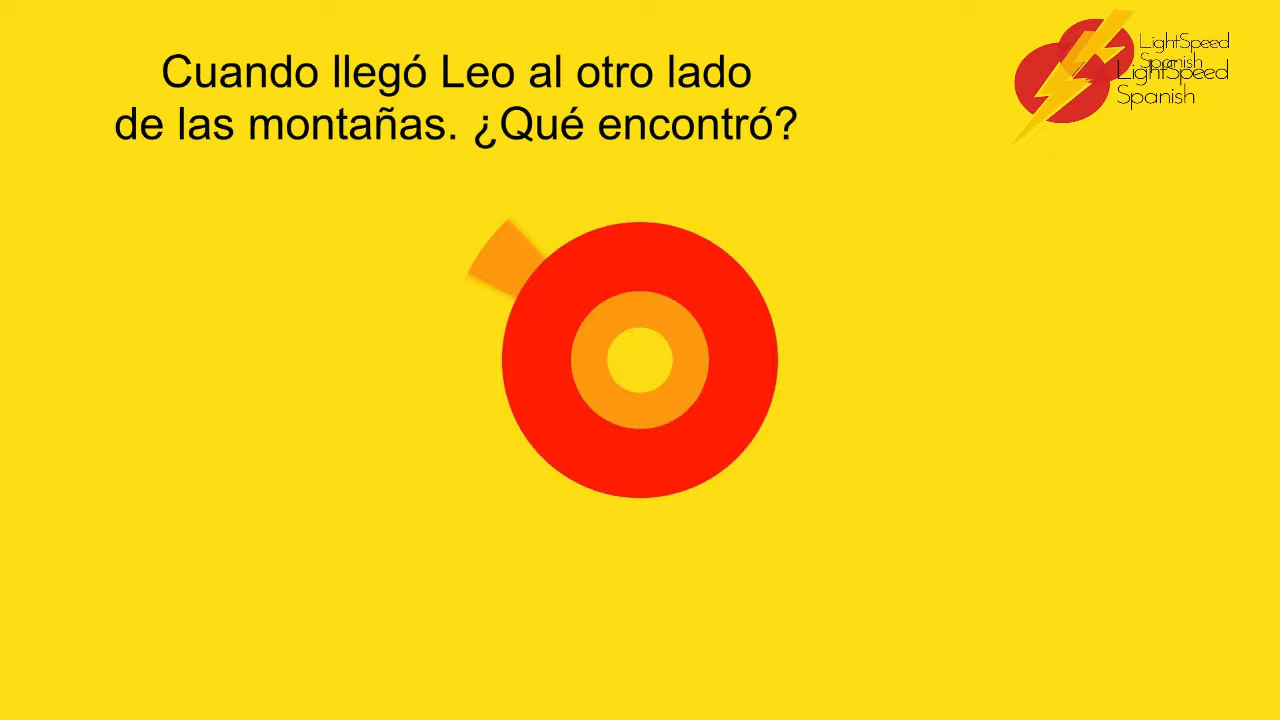 Cuando llegó Leo al otro lado
de las montañas. ¿Qué encontró?
LightSpeed
Spanish
LightSpeed
Spanish